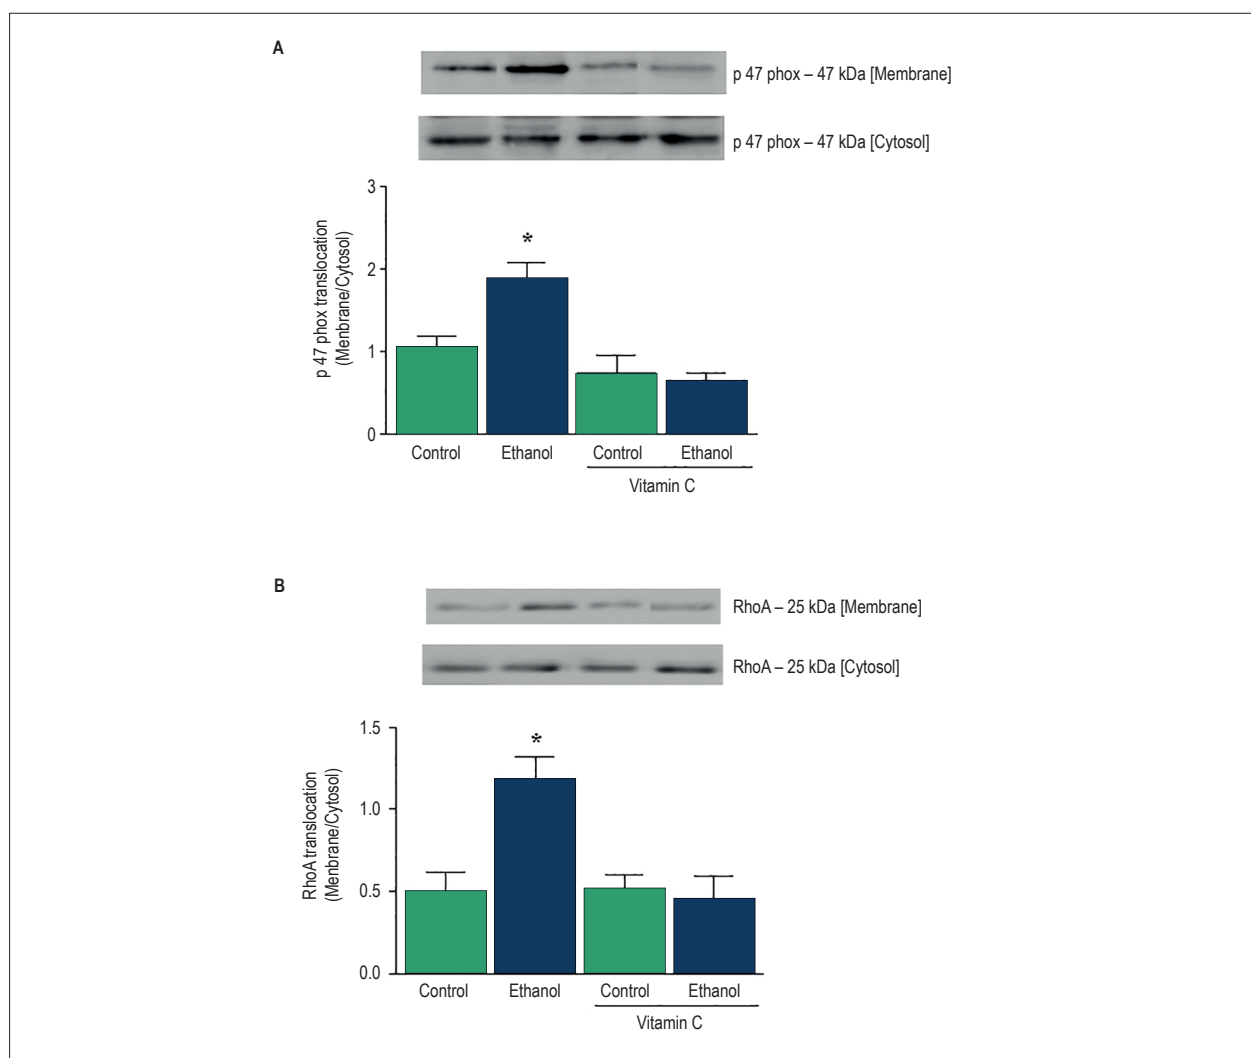 A
p 47 phox – 47 kDa [Membrane]
p 47 phox – 47 kDa [Cytosol]
p 47 phox translocation
(Menbrane/Cytosol)
3
2
1
0
*
Control Ethanol Control Ethanol
Vitamin C
B
RhoA – 25 kDa [Membrane]
RhoA – 25 kDa [Cytosol]
RhoA translocation
(Menbrane/Cytosol)
1.5
1.0
0.5
0.0
*
Control Ethanol Control Ethanol
Vitamin C